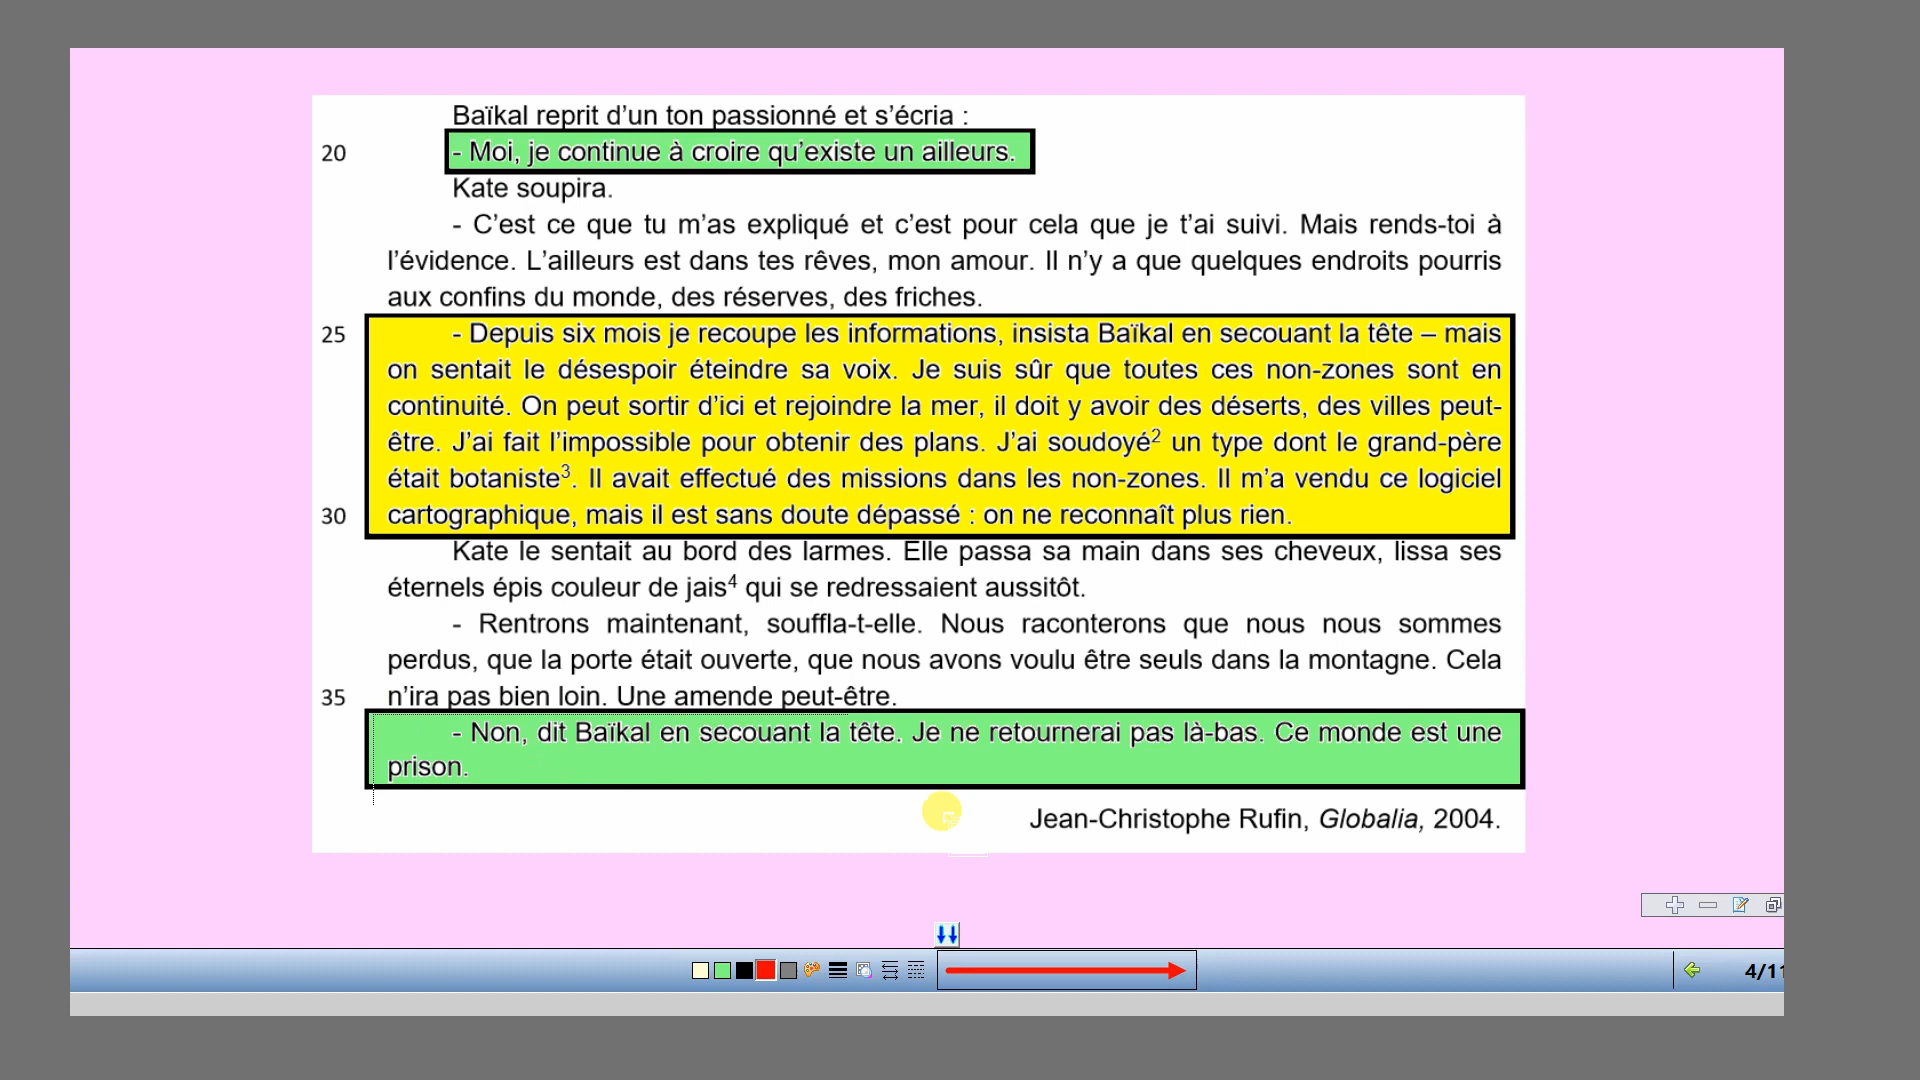 Baïkal reprit d’un ton passionné et s’écria :
20 - Moi, je continue à croire qu’existe un ailleurs.
Kate soupira.
- C’est ce que tu m’as expliqué et c’est pour cela que je t’ai suivi. Mais rends-toi à
l’évidence. L’ailleurs est dans tes rêves, mon amour. Il n’y a que quelques endroits pourris
aux confins du monde, des réserves, des friches.
25 - Depuis six mois je recoupe les informations, insista Baïkal en secouant la tête – mais
on sentait le désespoir éteindre sa voix. Je suis sûr que toutes ces non-zones sont en
continuité. On peut sortir d’ici et rejoindre la mer, il doit y avoir des déserts, des villes peut-
être. J’ai fait l’impossible pour obtenir des plans. J’ai soudoyé² un type dont le grand-père
était botaniste³. Il avait effectué des missions dans les non-zones. Il m’a vendu ce logiciel
30 cartographique, mais il est sans doute dépassé : on ne reconnaît plus rien.
Kate le sentait au bord des larmes. Elle passa sa main dans ses cheveux, lissa ses
éternels épis couleur de jais⁴ qui se redressaient aussitôt.
- Rentrons maintenant, souffla-t-elle. Nous raconterons que nous nous sommes
perdus, que la porte était ouverte, que nous avons voulu être seuls dans la montagne. Cela
35 n’ira pas bien loin. Une amende peut-être.
- Non, dit Baïkal en secouant la tête. Je ne retournerai pas là-bas. Ce monde est une
prison.
Jean-Christophe Rufin, Globalia, 2004.
4/11